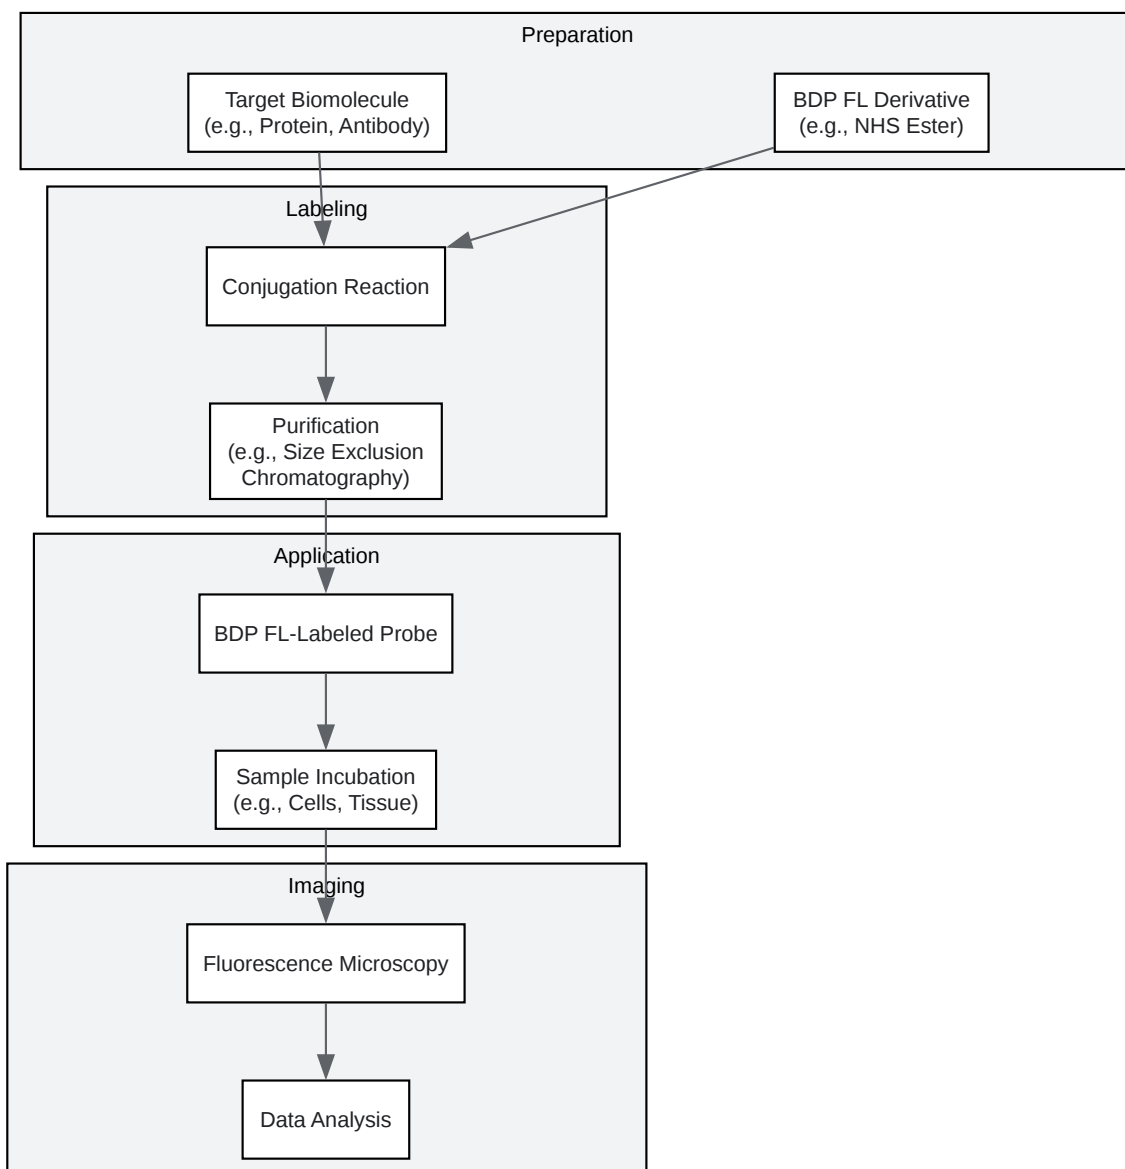 Preparation
Target Biomolecule
(e.g., Protein, Antibody)
BDP FL Derivative
(e.g., NHS Ester)
Labeling
Conjugation Reaction
Purification
(e.g., Size Exclusion
Chromatography)
Application
BDP FL-Labeled Probe
Sample Incubation
(e.g., Cells, Tissue)
Imaging
Fluorescence Microscopy
Data Analysis